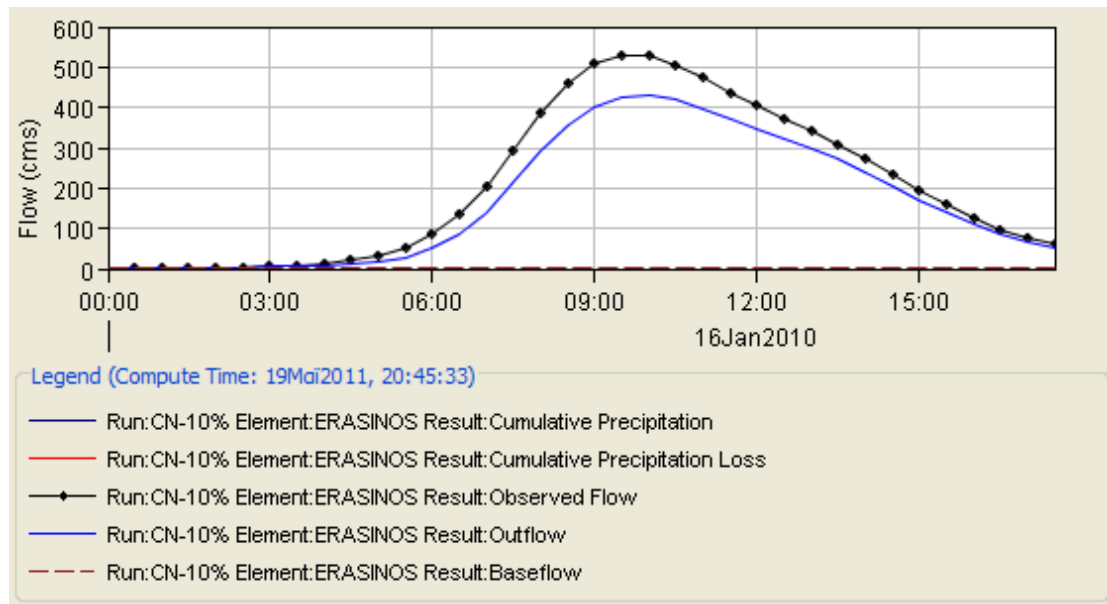 600
500
400
300
200
100
0
Flow (cms)
00:00 03:00 06:00 09:00 12:00 15:00
16Jan2010
Legend (Compute Time: 19Μαϊ2011, 20:45:33)
Run:CN-10% Element:ERASINOS Result:Cumulative Precipitation
Run:CN-10% Element:ERASINOS Result:Cumulative Precipitation Loss
Run:CN-10% Element:ERASINOS Result:Observed Flow
Run:CN-10% Element:ERASINOS Result:Outflow
Run:CN-10% Element:ERASINOS Result:Baseflow